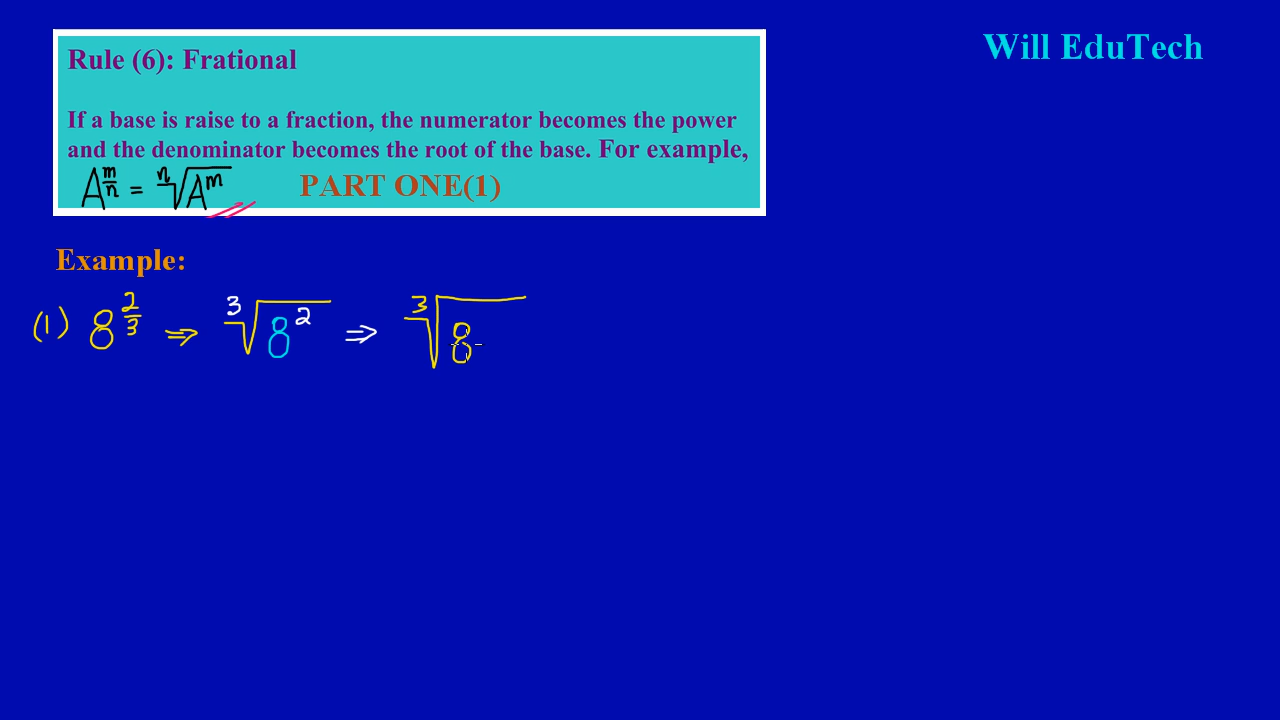 Will EduTech
Rule (6): Frational
If a base is raise to a fraction, the numerator becomes the power
and the denominator becomes the root of the base. For example,
A^(m/n) = ⁿ√(A^m) PART ONE(1)
Example:
(1) 8^(2/3) ⇒ ³√(8²) ⇒ ³√8